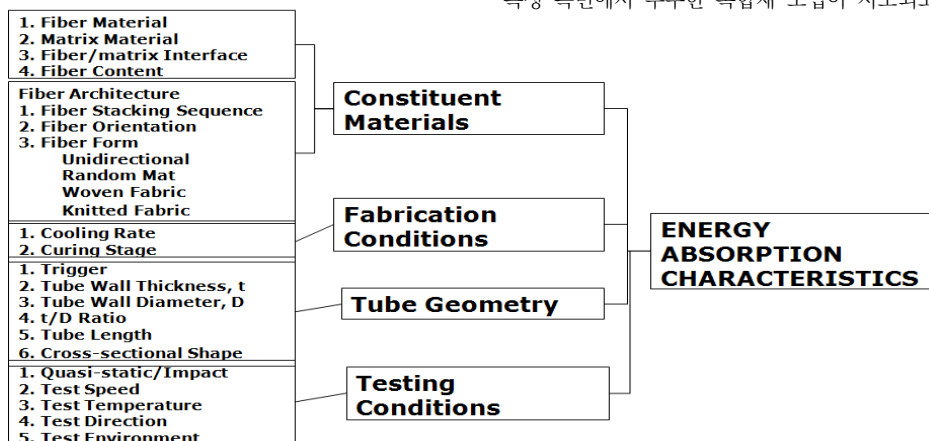 1. Fiber Material
2. Matrix Material
3. Fiber/matrix Interface
4. Fiber Content
Fiber Architecture
1. Fiber Stacking Sequence
2. Fiber Orientation
3. Fiber Form
Unidirectional
Random Mat
Woven Fabric
Knitted Fabric
1. Cooling Rate
2. Curing Stage
1. Trigger
2. Tube Wall Thickness, t
3. Tube Wall Diameter, D
4. t/D Ratio
5. Tube Length
6. Cross-sectional Shape
1. Quasi-static/Impact
2. Test Speed
3. Test Temperature
4. Test Direction
5. Test Environment
Constituent
Materials
Fabrication
Conditions
Tube Geometry
Testing
Conditions
ENERGY
ABSORPTION
CHARACTERISTICS